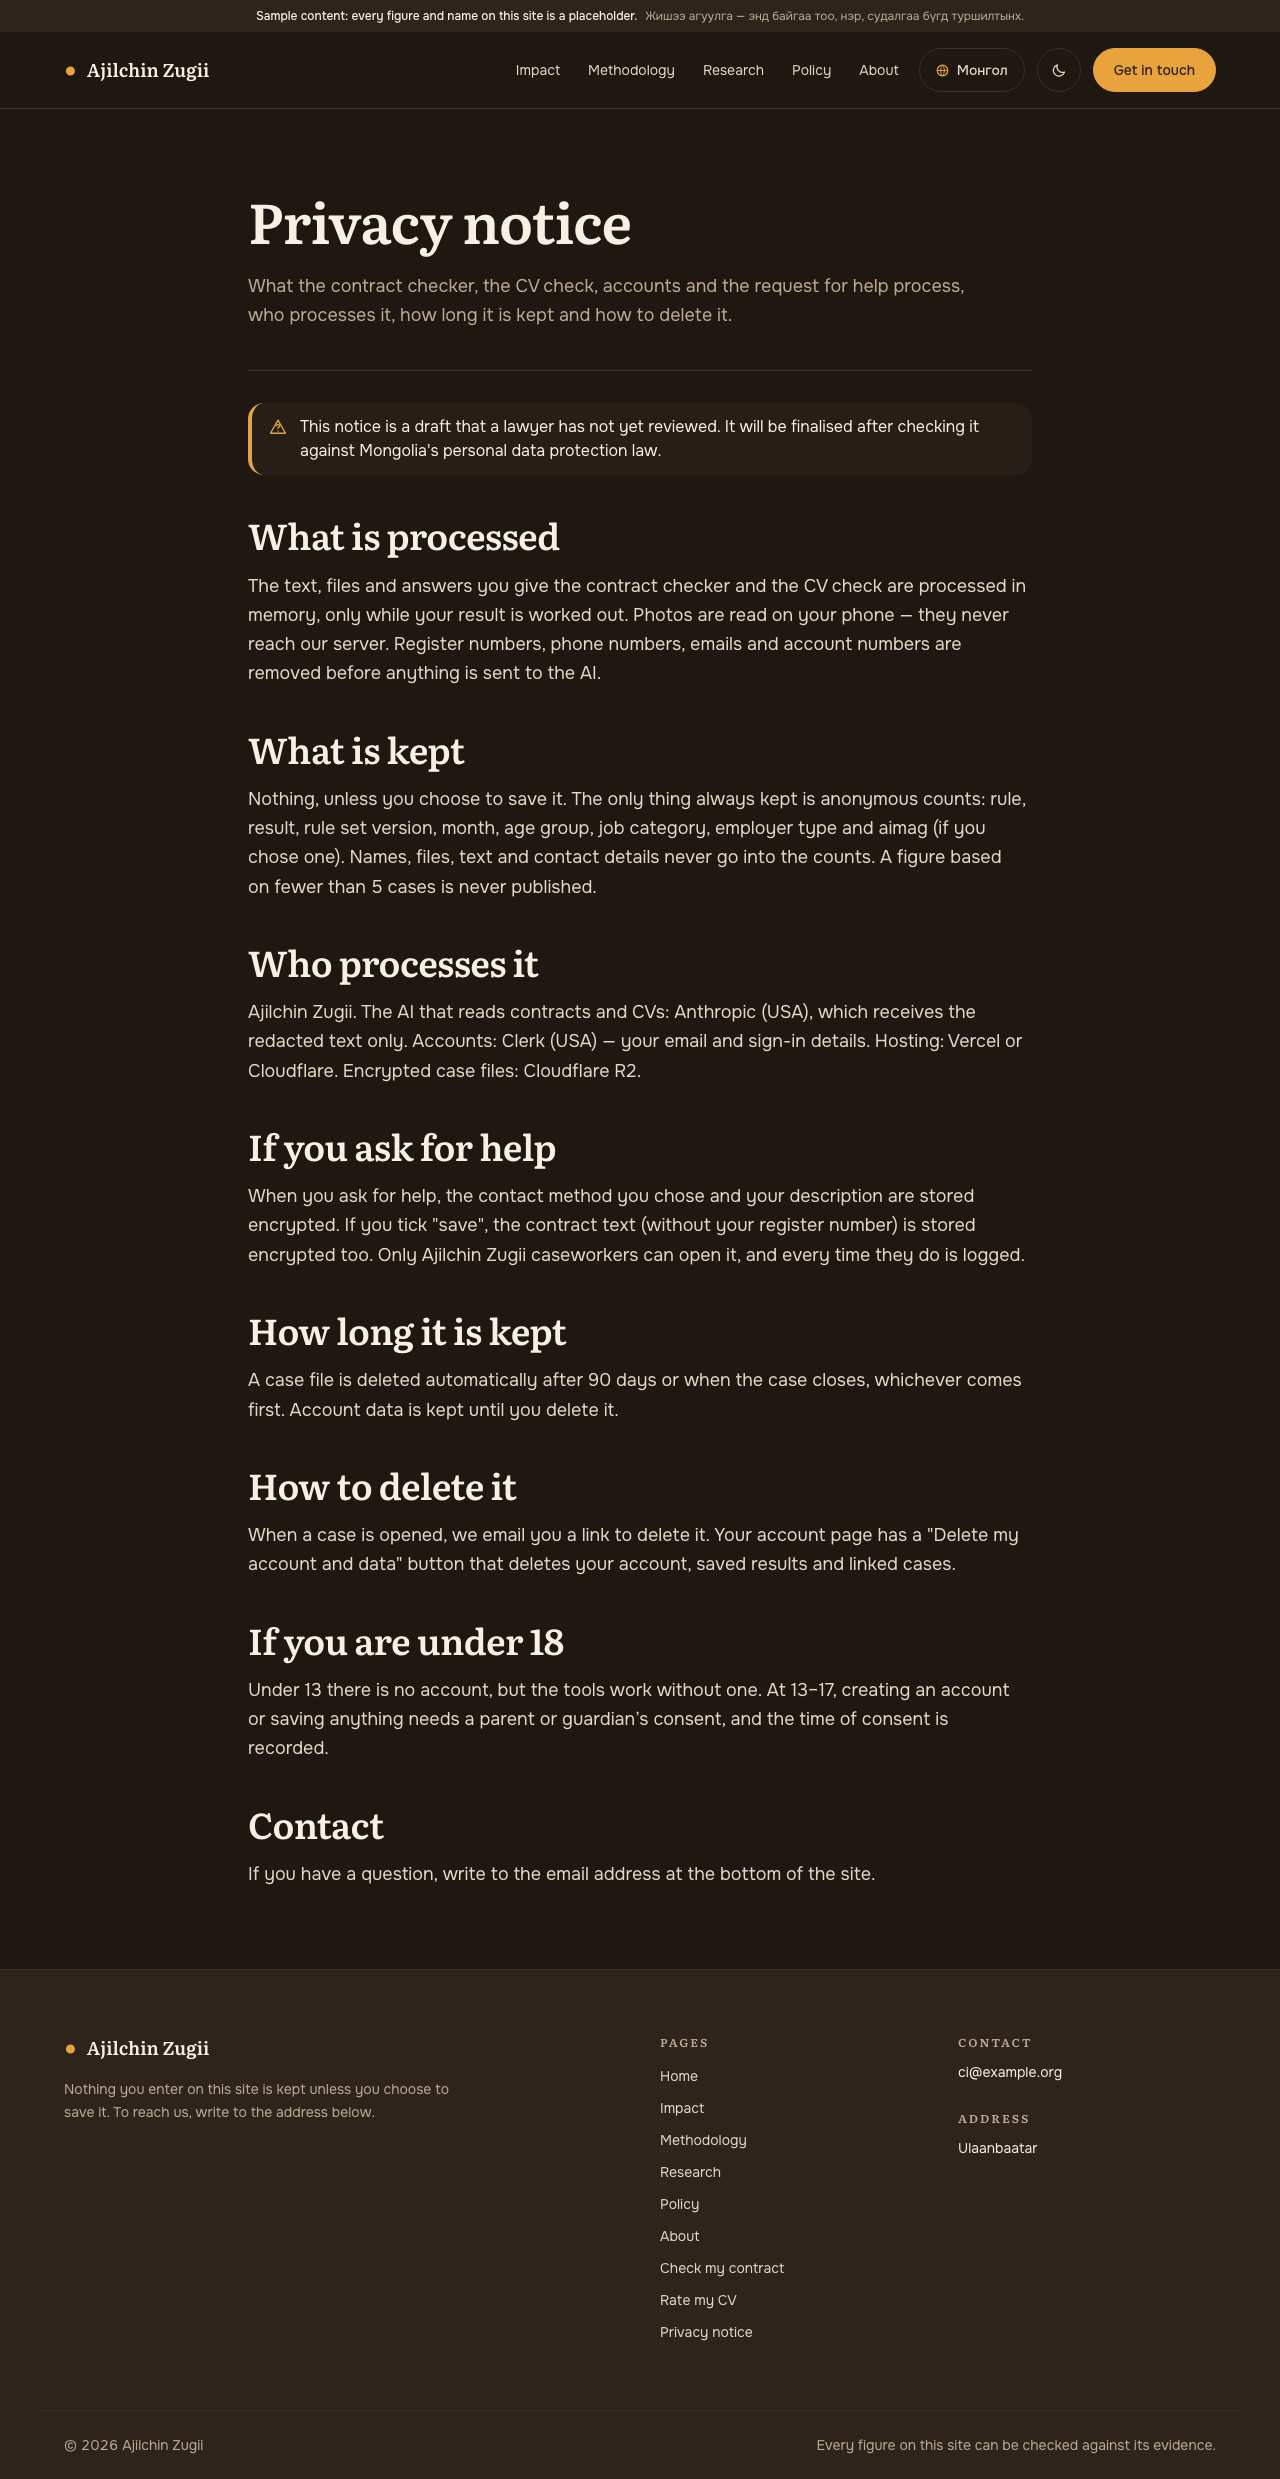 Sample content: every figure and name on this site is a placeholder. Жишээ агуулга — энд байгаа тоо, нэр, судалгаа бүгд туршилтынх.
Ajilchin Zugii
Impact
Methodology
Research
Policy
About
Монгол
Get in touch
Privacy notice
What the contract checker, the CV check, accounts and the request for help process,
who processes it, how long it is kept and how to delete it.
This notice is a draft that a lawyer has not yet reviewed. It will be finalised after checking it
against Mongolia's personal data protection law.
What is processed
The text, files and answers you give the contract checker and the CV check are processed in
memory, only while your result is worked out. Photos are read on your phone — they never
reach our server. Register numbers, phone numbers, emails and account numbers are
removed before anything is sent to the AI.
What is kept
Nothing, unless you choose to save it. The only thing always kept is anonymous counts: rule,
result, rule set version, month, age group, job category, employer type and aimag (if you
chose one). Names, files, text and contact details never go into the counts. A figure based
on fewer than 5 cases is never published.
Who processes it
Ajilchin Zugii. The AI that reads contracts and CVs: Anthropic (USA), which receives the
redacted text only. Accounts: Clerk (USA) — your email and sign-in details. Hosting: Vercel or
Cloudflare. Encrypted case files: Cloudflare R2.
If you ask for help
When you ask for help, the contact method you chose and your description are stored
encrypted. If you tick "save", the contract text (without your register number) is stored
encrypted too. Only Ajilchin Zugii caseworkers can open it, and every time they do is logged.
How long it is kept
A case file is deleted automatically after 90 days or when the case closes, whichever comes
first. Account data is kept until you delete it.
How to delete it
When a case is opened, we email you a link to delete it. Your account page has a "Delete my
account and data" button that deletes your account, saved results and linked cases.
If you are under 18
Under 13 there is no account, but the tools work without one. At 13–17, creating an account
or saving anything needs a parent or guardian’s consent, and the time of consent is
recorded.
Contact
If you have a question, write to the email address at the bottom of the site.
Ajilchin Zugii
Nothing you enter on this site is kept unless you choose to
save it. To reach us, write to the address below.
PAGES
Home
Impact
Methodology
Research
Policy
About
Check my contract
Rate my CV
Privacy notice
CONTACT
ci@example.org
ADDRESS
Ulaanbaatar
© 2026 Ajilchin Zugii
Every figure on this site can be checked against its evidence.